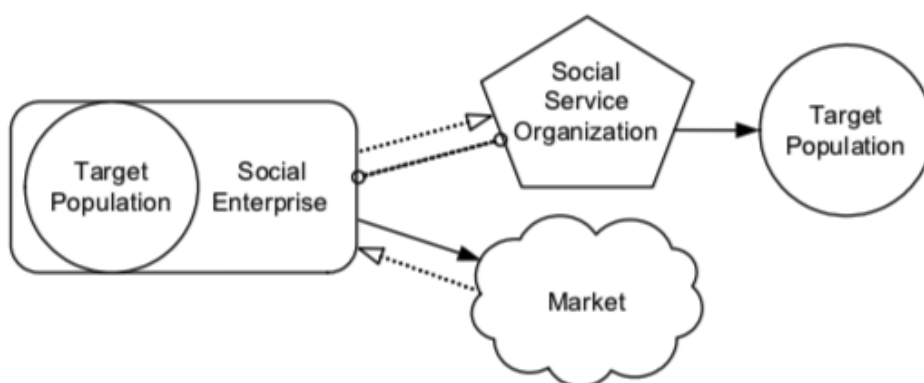 Target
Population
Social
Enterprise
Social
Service
Organization
Target
Population
Market